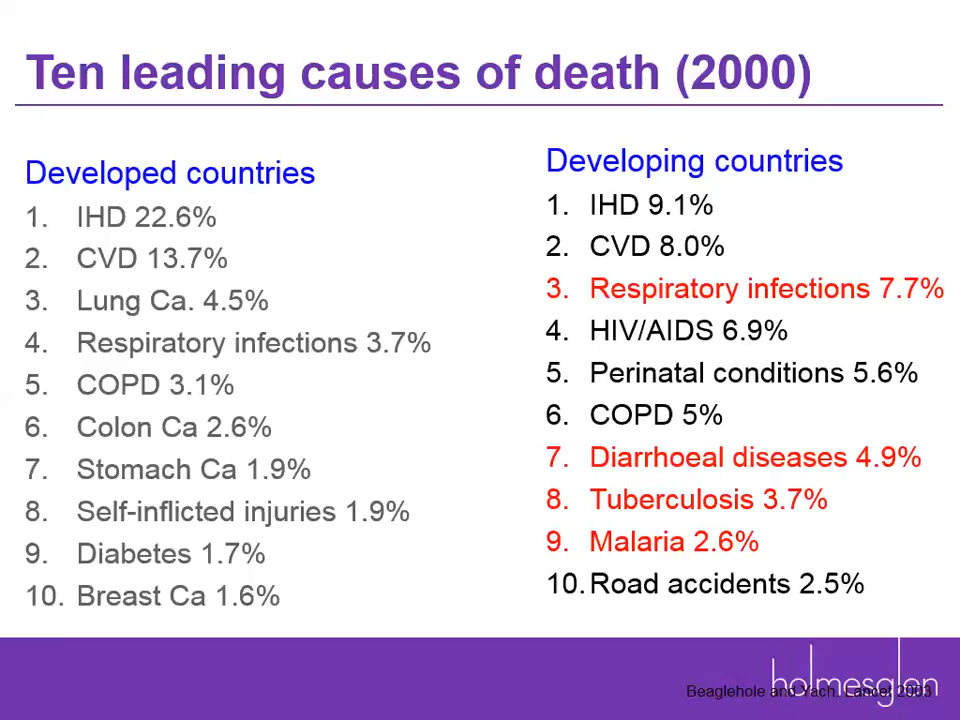 Ten leading causes of death (2000)
Developed countries
1. IHD 22.6%
2. CVD 13.7%
3. Lung Ca. 4.5%
4. Respiratory infections 3.7%
5. COPD 3.1%
6. Colon Ca 2.6%
7. Stomach Ca 1.9%
8. Self-inflicted injuries 1.9%
9. Diabetes 1.7%
10. Breast Ca 1.6%
Developing countries
1. IHD 9.1%
2. CVD 8.0%
3. Respiratory infections 7.7%
4. HIV/AIDS 6.9%
5. Perinatal conditions 5.6%
6. COPD 5%
7. Diarrhoeal diseases 4.9%
8. Tuberculosis 3.7%
9. Malaria 2.6%
10. Road accidents 2.5%
holmesglen
Beaglehole and Yach. Lancet 2003